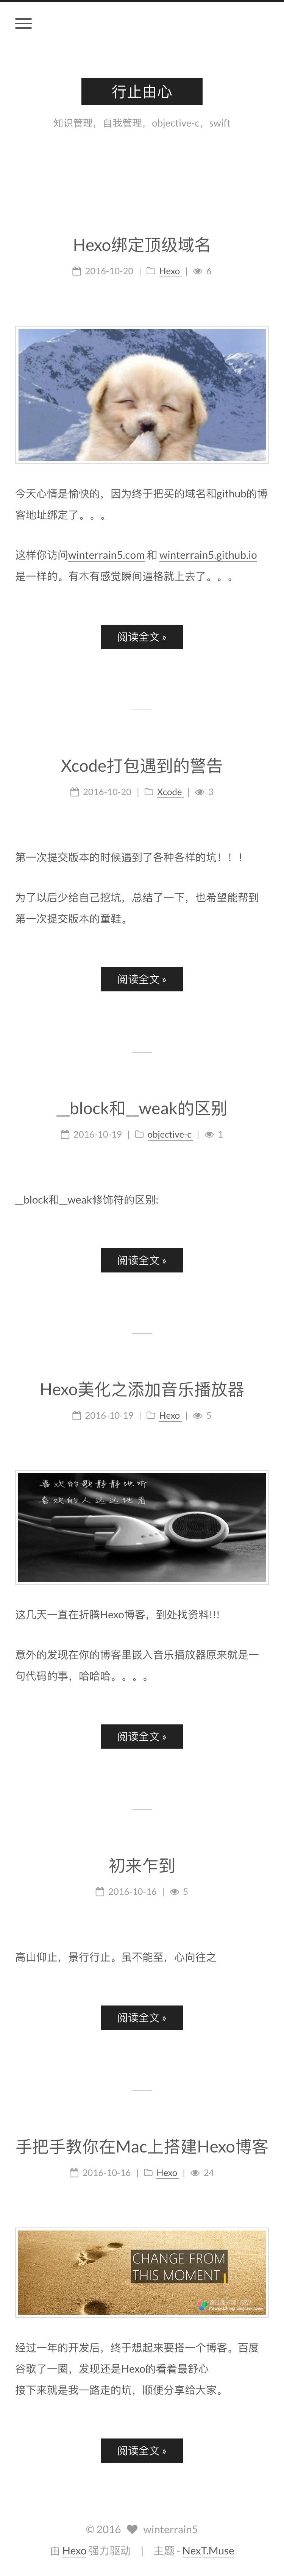 行止由心
知识管理，自我管理，objective-c，swift
Hexo绑定顶级域名
2016-10-20 | Hexo | 6
今天心情是愉快的，因为终于把买的域名和github的博
客地址绑定了。。。
这样你访问winterrain5.com 和 winterrain5.github.io
是一样的。有木有感觉瞬间逼格就上去了。。。
阅读全文 »
Xcode打包遇到的警告
2016-10-20 | Xcode | 3
第一次提交版本的时候遇到了各种各样的坑！！！
为了以后少给自己挖坑，总结了一下，也希望能帮到
第一次提交版本的童鞋。
阅读全文 »
__block和__weak的区别
2016-10-19 | objective-c | 1
__block和__weak修饰符的区别:
阅读全文 »
Hexo美化之添加音乐播放器
2016-10-19 | Hexo | 5
喜欢的歌静静地听
喜欢的人远远地看
这几天一直在折腾Hexo博客，到处找资料!!!
意外的发现在你的博客里嵌入音乐播放器原来就是一
句代码的事，哈哈哈。。。。
阅读全文 »
初来乍到
2016-10-16 | 5
高山仰止，景行行止。虽不能至，心向往之
阅读全文 »
手把手教你在Mac上搭建Hexo博客
2016-10-16 | Hexo | 24
CHANGE FROM
THIS MOMENT
经过一年的开发后，终于想起来要搭一个博客。百度
谷歌了一圈，发现还是Hexo的看着最舒心
接下来就是我一路走的坑，顺便分享给大家。
阅读全文 »
© 2016 winterrain5
由 Hexo 强力驱动 | 主题 - NexT.Muse